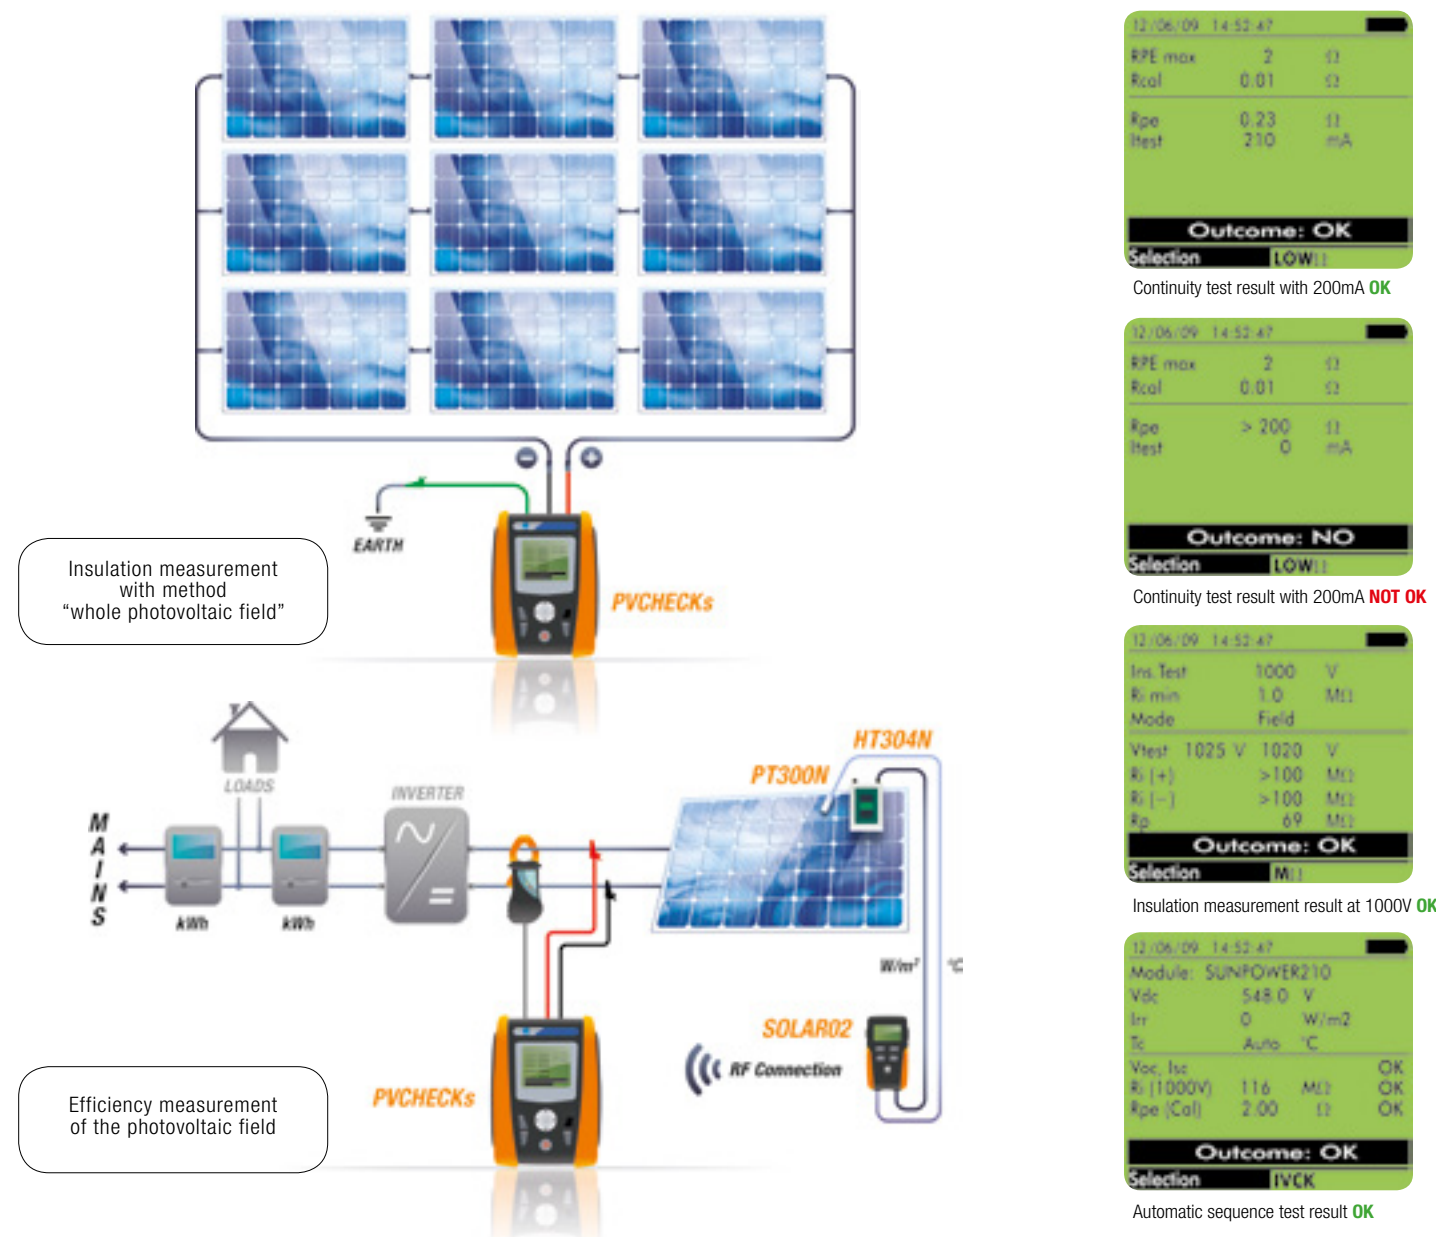 EARTH
PVCHECKs
Insulation measurement
with method
“whole photovoltaic field”
HT304N
PT300N
LOADS
INVERTER
MAINS
kWh
kWh
W/m²
°C
SOLAR02
RF Connection
PVCHECKs
Efficiency measurement
of the photovoltaic field
12/06/09 14:52:47
RPE max 2 Ω
Rcal 0.01 Ω
Rpe 0.23 Ω
Itest 210 mA
Outcome: OK
Selection LOWΩ
Continuity test result with 200mA OK
12/06/09 14:52:47
RPE max 2 Ω
Rcal 0.01 Ω
Rpe > 200 Ω
Itest 0 mA
Outcome: NO
Selection LOWΩ
Continuity test result with 200mA NOT OK
12/06/09 14:52:47
Ins. Test 1000 V
Ri min 1.0 MΩ
Mode Field
Vtest 1025 V 1020 V
Ri (+) >100 MΩ
Ri (−) >100 MΩ
Rp 69 MΩ
Outcome: OK
Selection MΩ
Insulation measurement result at 1000V OK
12/06/09 14:52:47
Module: SUNPOWER210
Vdc 548.0 V
Irr 0 W/m2
Tc Auto °C
Voc, Isc OK
Ri (1000V) 116 MΩ OK
Rpe (Cal) 2.00 Ω OK
Outcome: OK
Selection IVCK
Automatic sequence test result OK